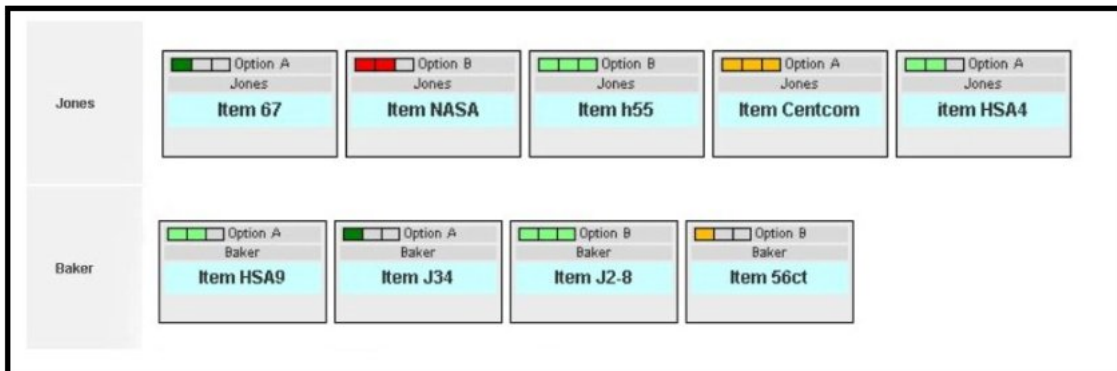 Jones
Option A
Jones
Item 67
Option B
Jones
Item NASA
Option B
Jones
Item h55
Option A
Jones
Item Centcom
Option A
Jones
item HSA4
Baker
Option A
Baker
Item HSA9
Option A
Baker
Item J34
Option B
Baker
Item J2-8
Option B
Baker
Item 56ct